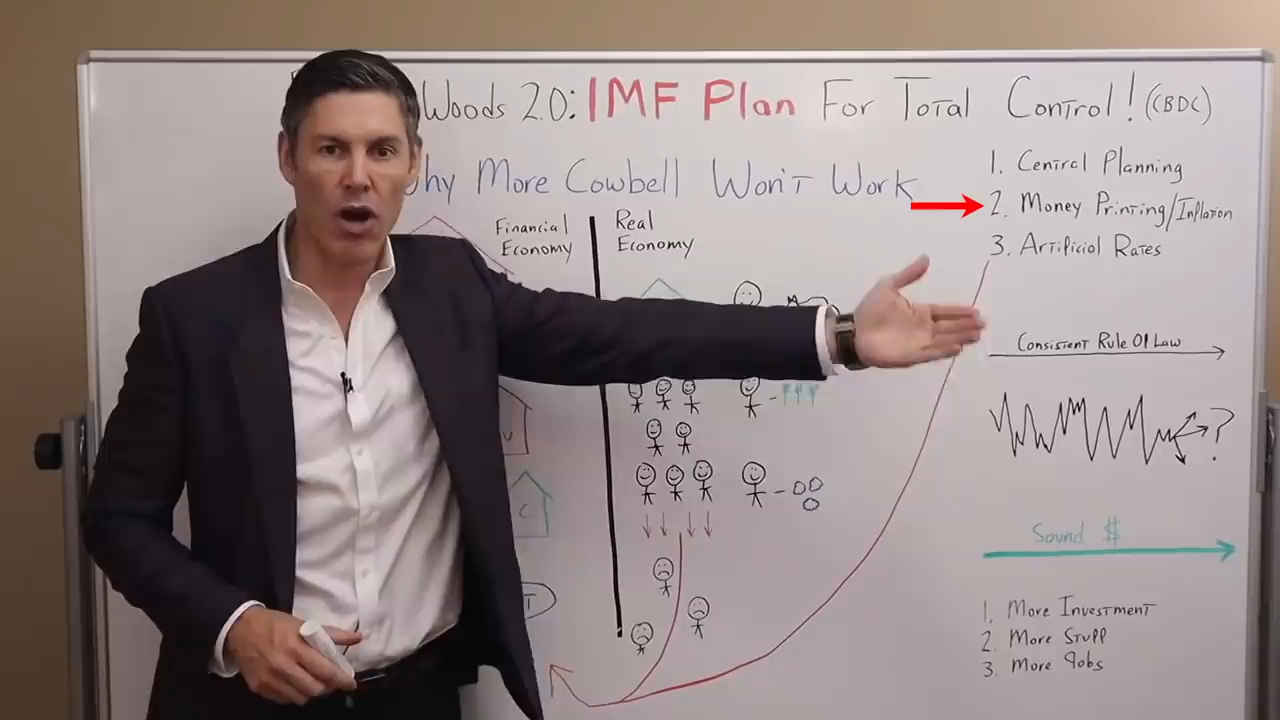 Woods 2.0: IMF Plan For Total Control! (CBDC)
Why More Cowbell Won't Work
1. Central Planning
2. Money Printing/Inflation
3. Artificial Rates
Financial
Economy
Real
Economy
Consistent Rule Of Law
?
C
Sound $
1. More Investment
2. More Stuff
3. More Jobs